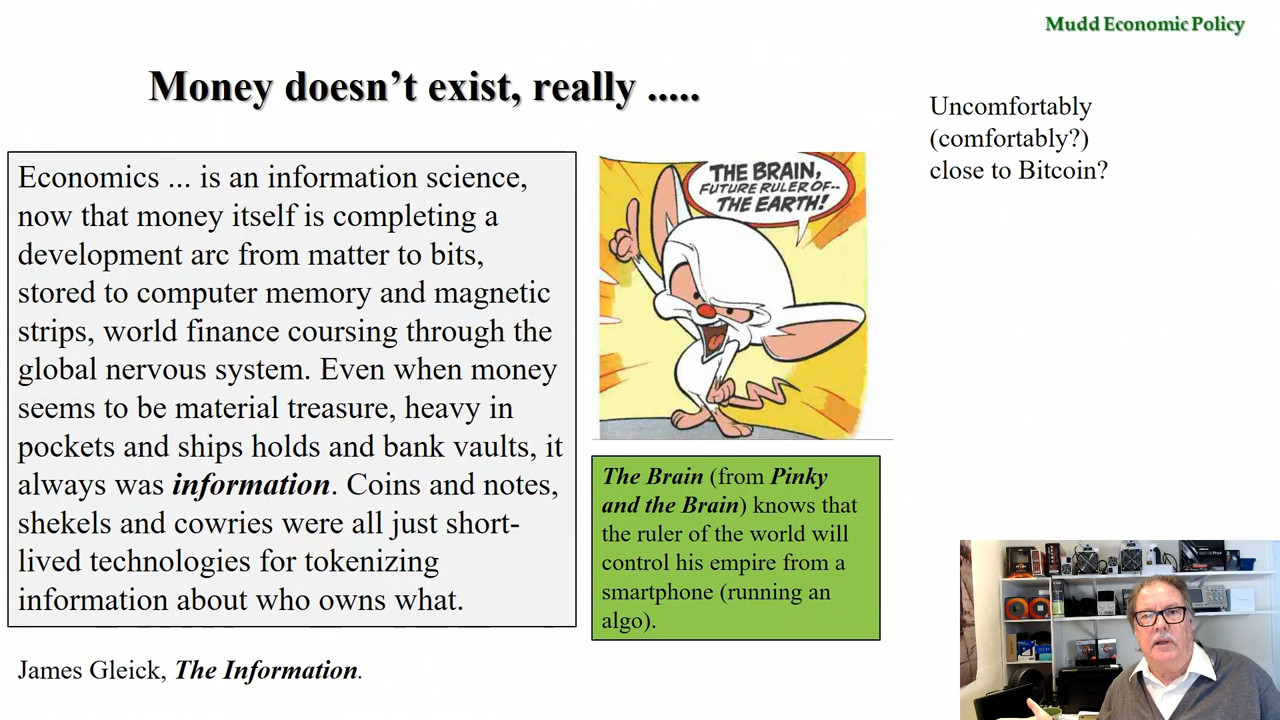 Mudd Economic Policy
Money doesn’t exist, really .....
Uncomfortably
(comfortably?)
close to Bitcoin?
Economics ... is an information science,
now that money itself is completing a
development arc from matter to bits,
stored to computer memory and magnetic
strips, world finance coursing through the
global nervous system. Even when money
seems to be material treasure, heavy in
pockets and ships holds and bank vaults, it
always was information. Coins and notes,
shekels and cowries were all just short-
lived technologies for tokenizing
information about who owns what.
THE BRAIN,
FUTURE RULER OF--
THE EARTH!
The Brain (from Pinky
and the Brain) knows that
the ruler of the world will
control his empire from a
smartphone (running an
algo).
James Gleick, The Information.